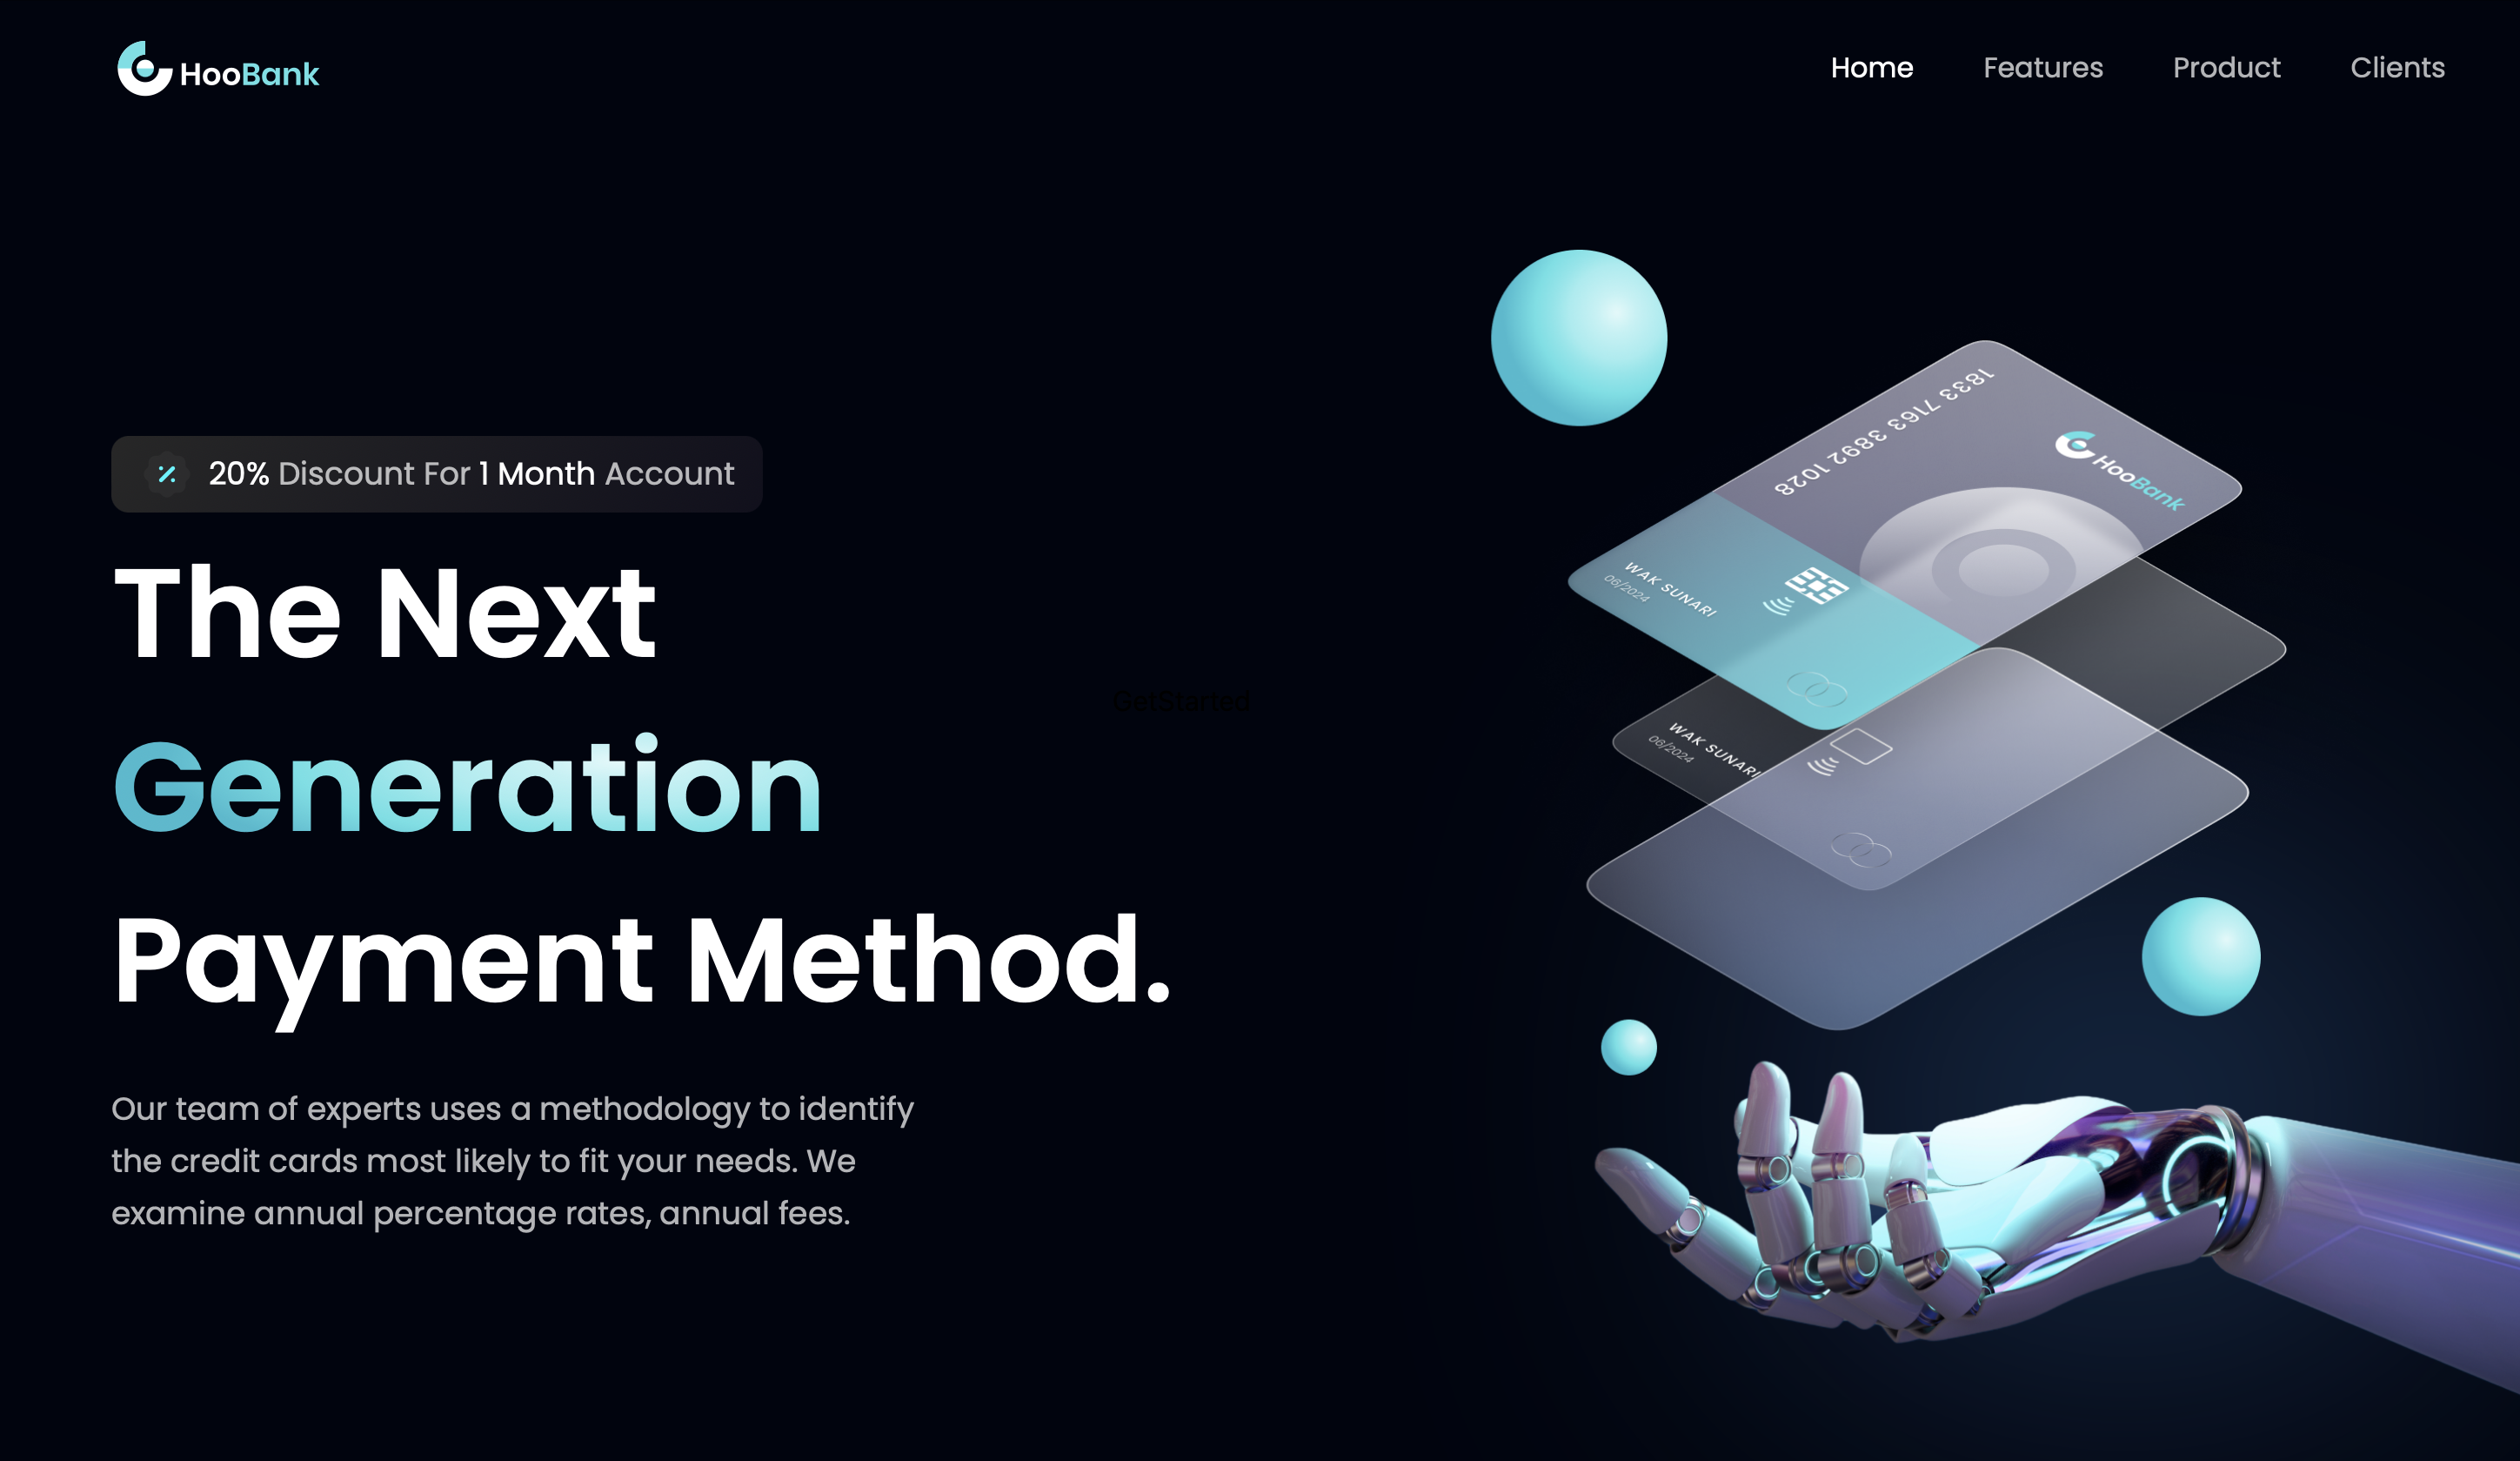 HooBank
Home Features Product Clients
20% Discount For 1 Month Account
The Next
GetStarted
Generation
Payment Method.
Our team of experts uses a methodology to identify
the credit cards most likely to fit your needs. We
examine annual percentage rates, annual fees.
1833 7163 3892 1028
HooBank
WAK SUNARI
06/2024
WAK SUNARI
06/2024